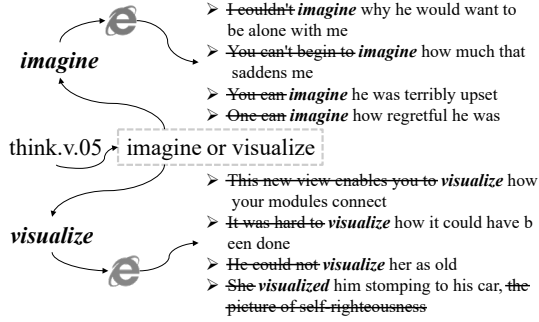 I couldn't imagine why he would want to
be alone with me
You can't begin to imagine how much that
saddens me
You can imagine he was terribly upset
One can imagine how regretful he was
imagine
think.v.05 imagine or visualize
visualize
This new view enables you to visualize how
your modules connect
It was hard to visualize how it could have b
een done
He could not visualize her as old
She visualized him stomping to his car, the
picture of self-righteousness